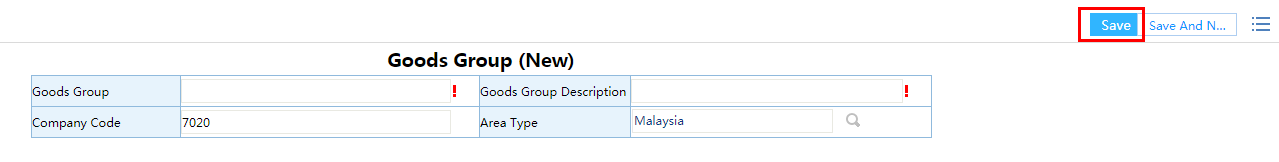 Save Save And N...
Goods Group (New)
Goods Group ! Goods Group Description !
Company Code 7020 Area Type Malaysia